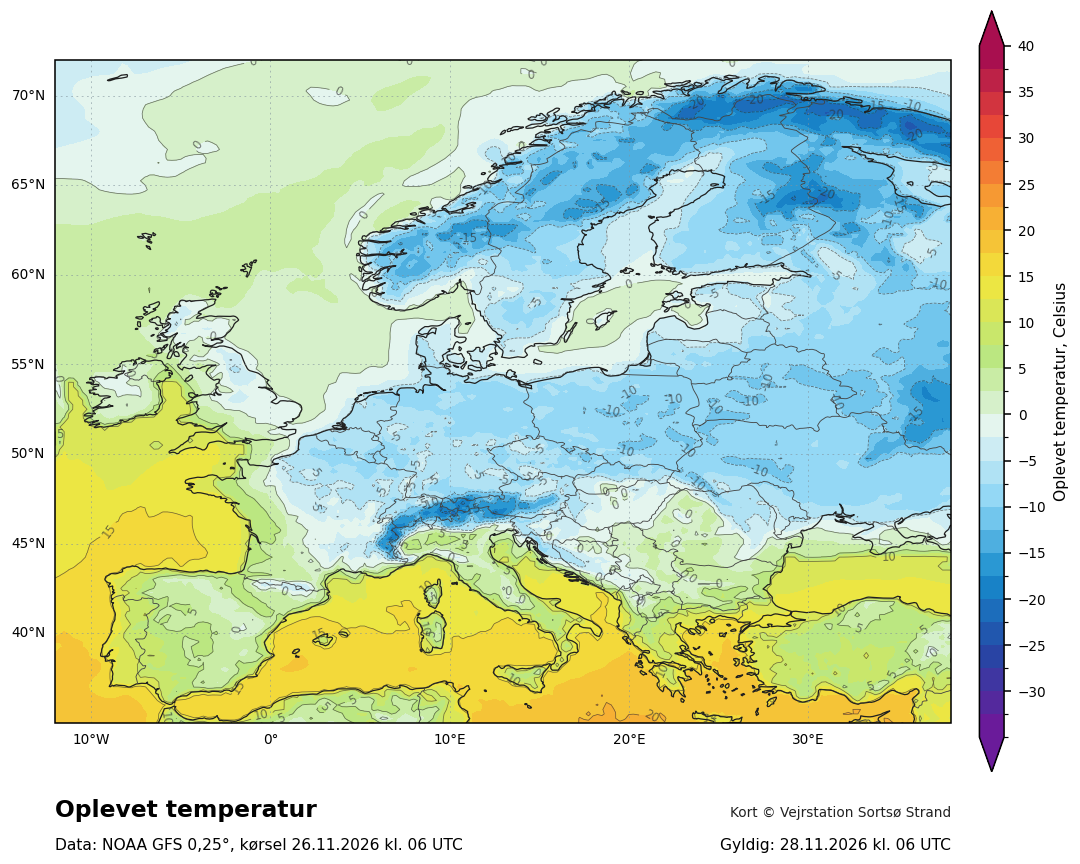 70°N
65°N
60°N
55°N
50°N
45°N
40°N
10°W
0°
10°E
20°E
30°E
40
35
30
25
20
15
10
5
0
−5
−10
−15
−20
−25
−30
Oplevet temperatur, Celsius
Oplevet temperatur
Kort © Vejrstation Sortsø Strand
Data: NOAA GFS 0,25°, kørsel 26.11.2026 kl. 06 UTC
Gyldig: 28.11.2026 kl. 06 UTC